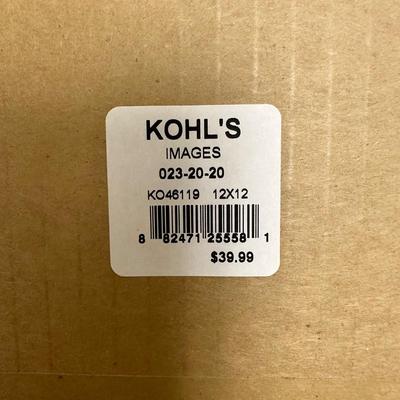 KOHL'S
IMAGES
023-20-20
KO46119 12X12
8 82471 25558 1
$39.99